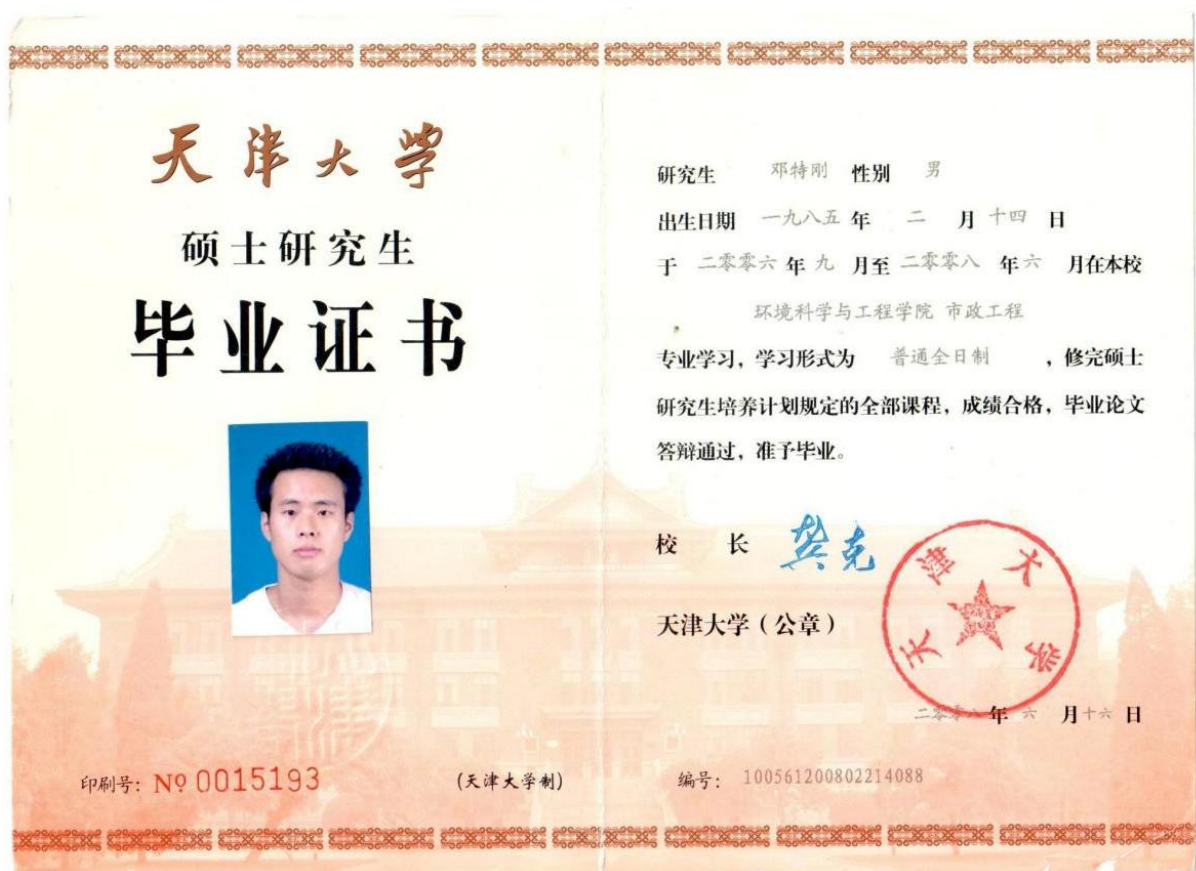 天津大学
硕士研究生
毕业证书
印刷号: Nº 0015193
(天津大学制)
研究生 邓特刚 性别 男
出生日期 一九八五 年 二 月 十四 日
于 二零零六 年 九 月至 二零零八 年 六 月在本校
环境科学与工程学院 市政工程
专业学习，学习形式为 普通全日制 ，修完硕士
研究生培养计划规定的全部课程，成绩合格，毕业论文
答辩通过，准予毕业。
校 长 龚克
天津大学（公章）
天津大学
二零零八 年 六 月 十六 日
编号： 100561200802214088